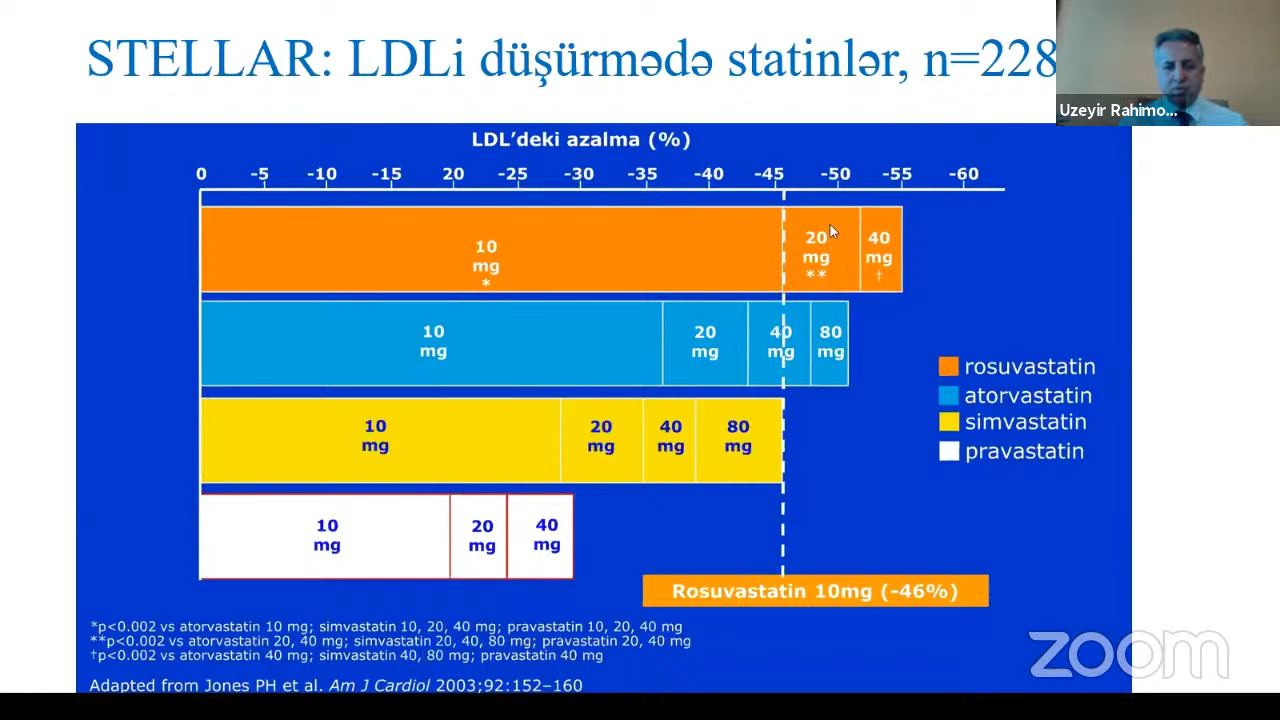 STELLAR: LDLi düşürmədə statinlər, n=228
Uzeyir Rahimo...
LDL’deki azalma (%)
0 -5 -10 -15 20 -25 -30 -35 -40 -45 -50 -55 -60
10 mg *
20 mg **
40 mg †
10 mg
20 mg
40 mg
80 mg
10 mg
20 mg
40 mg
80 mg
10 mg
20 mg
40 mg
rosuvastatin
atorvastatin
simvastatin
pravastatin
Rosuvastatin 10mg (-46%)
*p<0.002 vs atorvastatin 10 mg; simvastatin 10, 20, 40 mg; pravastatin 10, 20, 40 mg
**p<0.002 vs atorvastatin 20, 40 mg; simvastatin 20, 40, 80 mg; pravastatin 20, 40 mg
†p<0.002 vs atorvastatin 40 mg; simvastatin 40, 80 mg; pravastatin 40 mg
Adapted from Jones PH et al. Am J Cardiol 2003;92:152–160
zoom